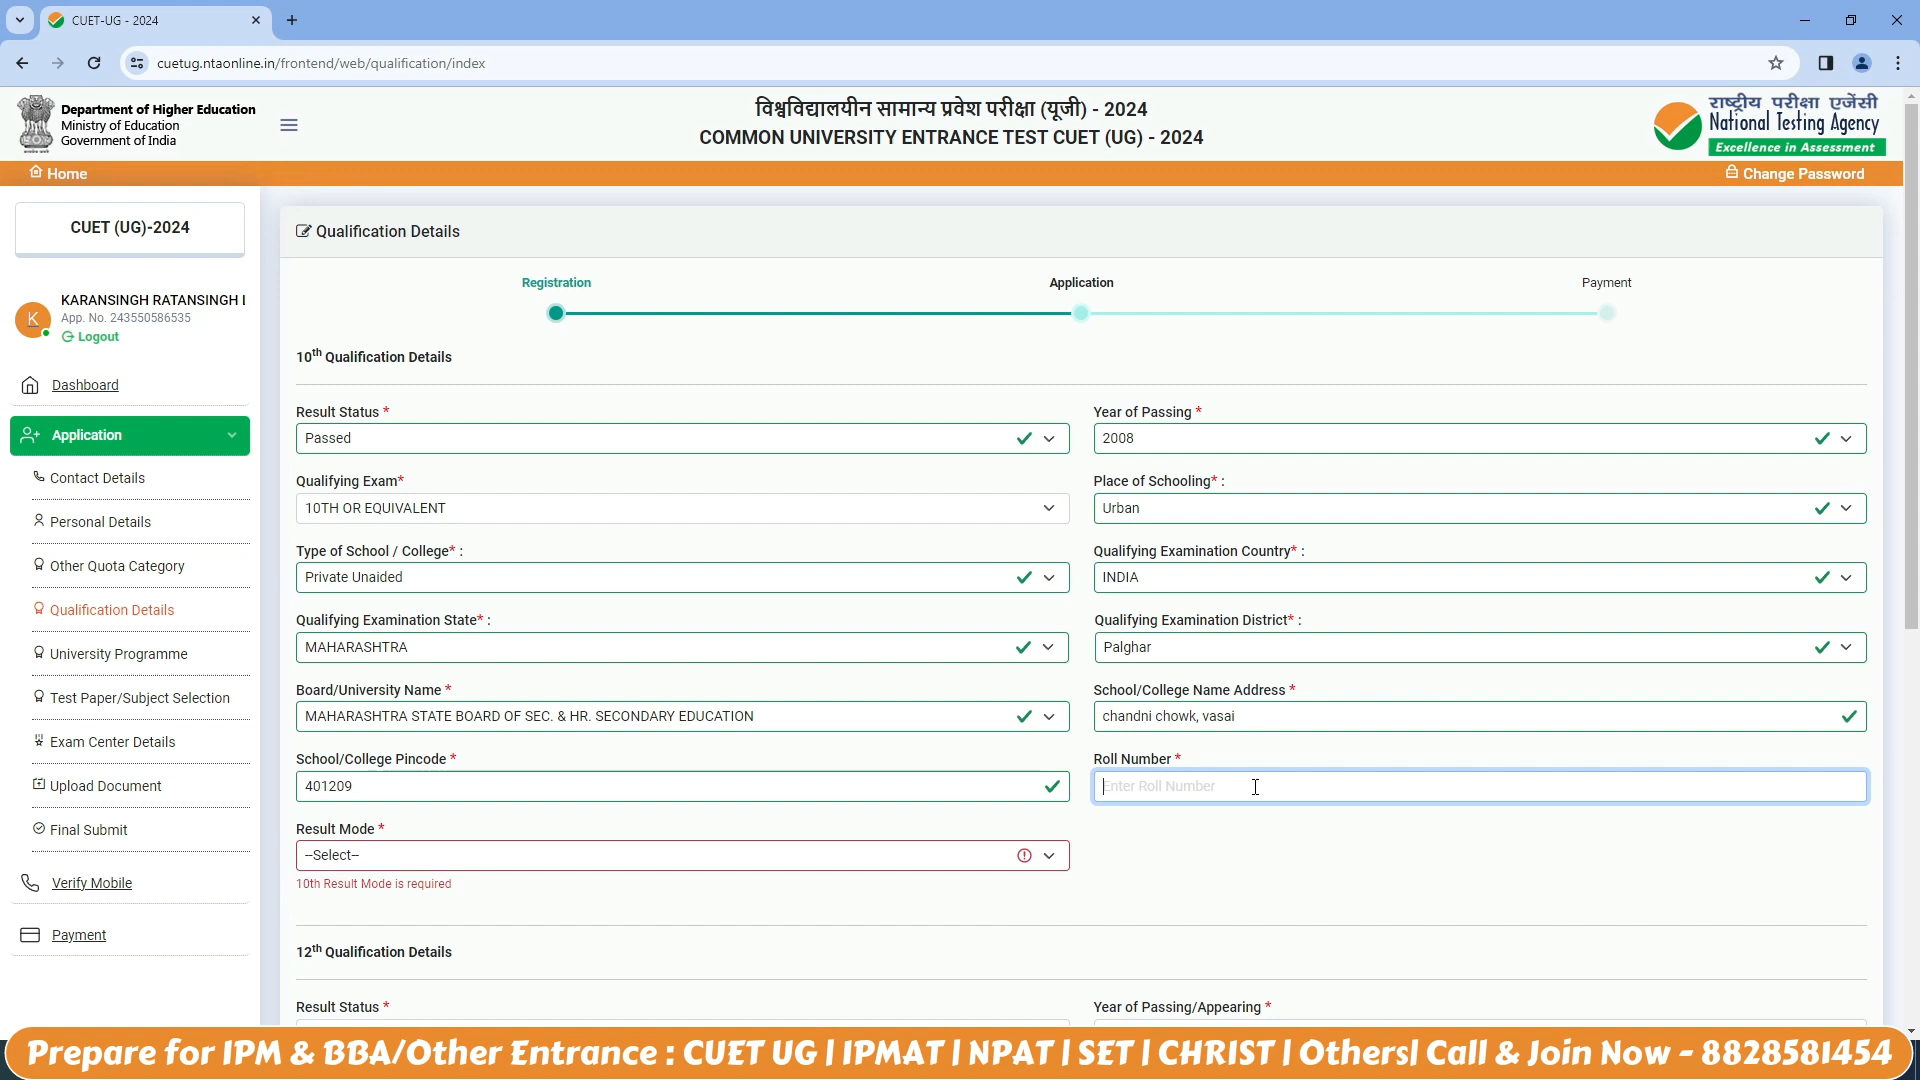 CUET-UG - 2024
cuetug.ntaonline.in/frontend/web/qualification/index
Department of Higher Education
Ministry of Education
Government of India
विश्वविद्यालयीन सामान्य प्रवेश परीक्षा (यूजी) - 2024
COMMON UNIVERSITY ENTRANCE TEST CUET (UG) - 2024
राष्ट्रीय परीक्षा एजेंसी
National Testing Agency
Excellence in Assessment
Home
Change Password
CUET (UG)-2024
K
KARANSINGH RATANSINGH I
App. No. 243550586535
Logout
Dashboard
Application
Contact Details
Personal Details
Other Quota Category
Qualification Details
University Programme
Test Paper/Subject Selection
Exam Center Details
Upload Document
Final Submit
Verify Mobile
Payment
Qualification Details
Registration
Application
Payment
10th Qualification Details
Result Status *
Year of Passing *
Passed
2008
Qualifying Exam*
Place of Schooling* :
10TH OR EQUIVALENT
Urban
Type of School / College* :
Qualifying Examination Country* :
Private Unaided
INDIA
Qualifying Examination State* :
Qualifying Examination District* :
MAHARASHTRA
Palghar
Board/University Name *
School/College Name Address *
MAHARASHTRA STATE BOARD OF SEC. & HR. SECONDARY EDUCATION
chandni chowk, vasai
School/College Pincode *
Roll Number *
401209
Enter Roll Number
Result Mode *
--Select--
10th Result Mode is required
12th Qualification Details
Result Status *
Year of Passing/Appearing *
Prepare for IPM & BBA/Other Entrance : CUET UG | IPMAT | NPAT | SET | CHRIST | Others| Call & Join Now - 8828581454